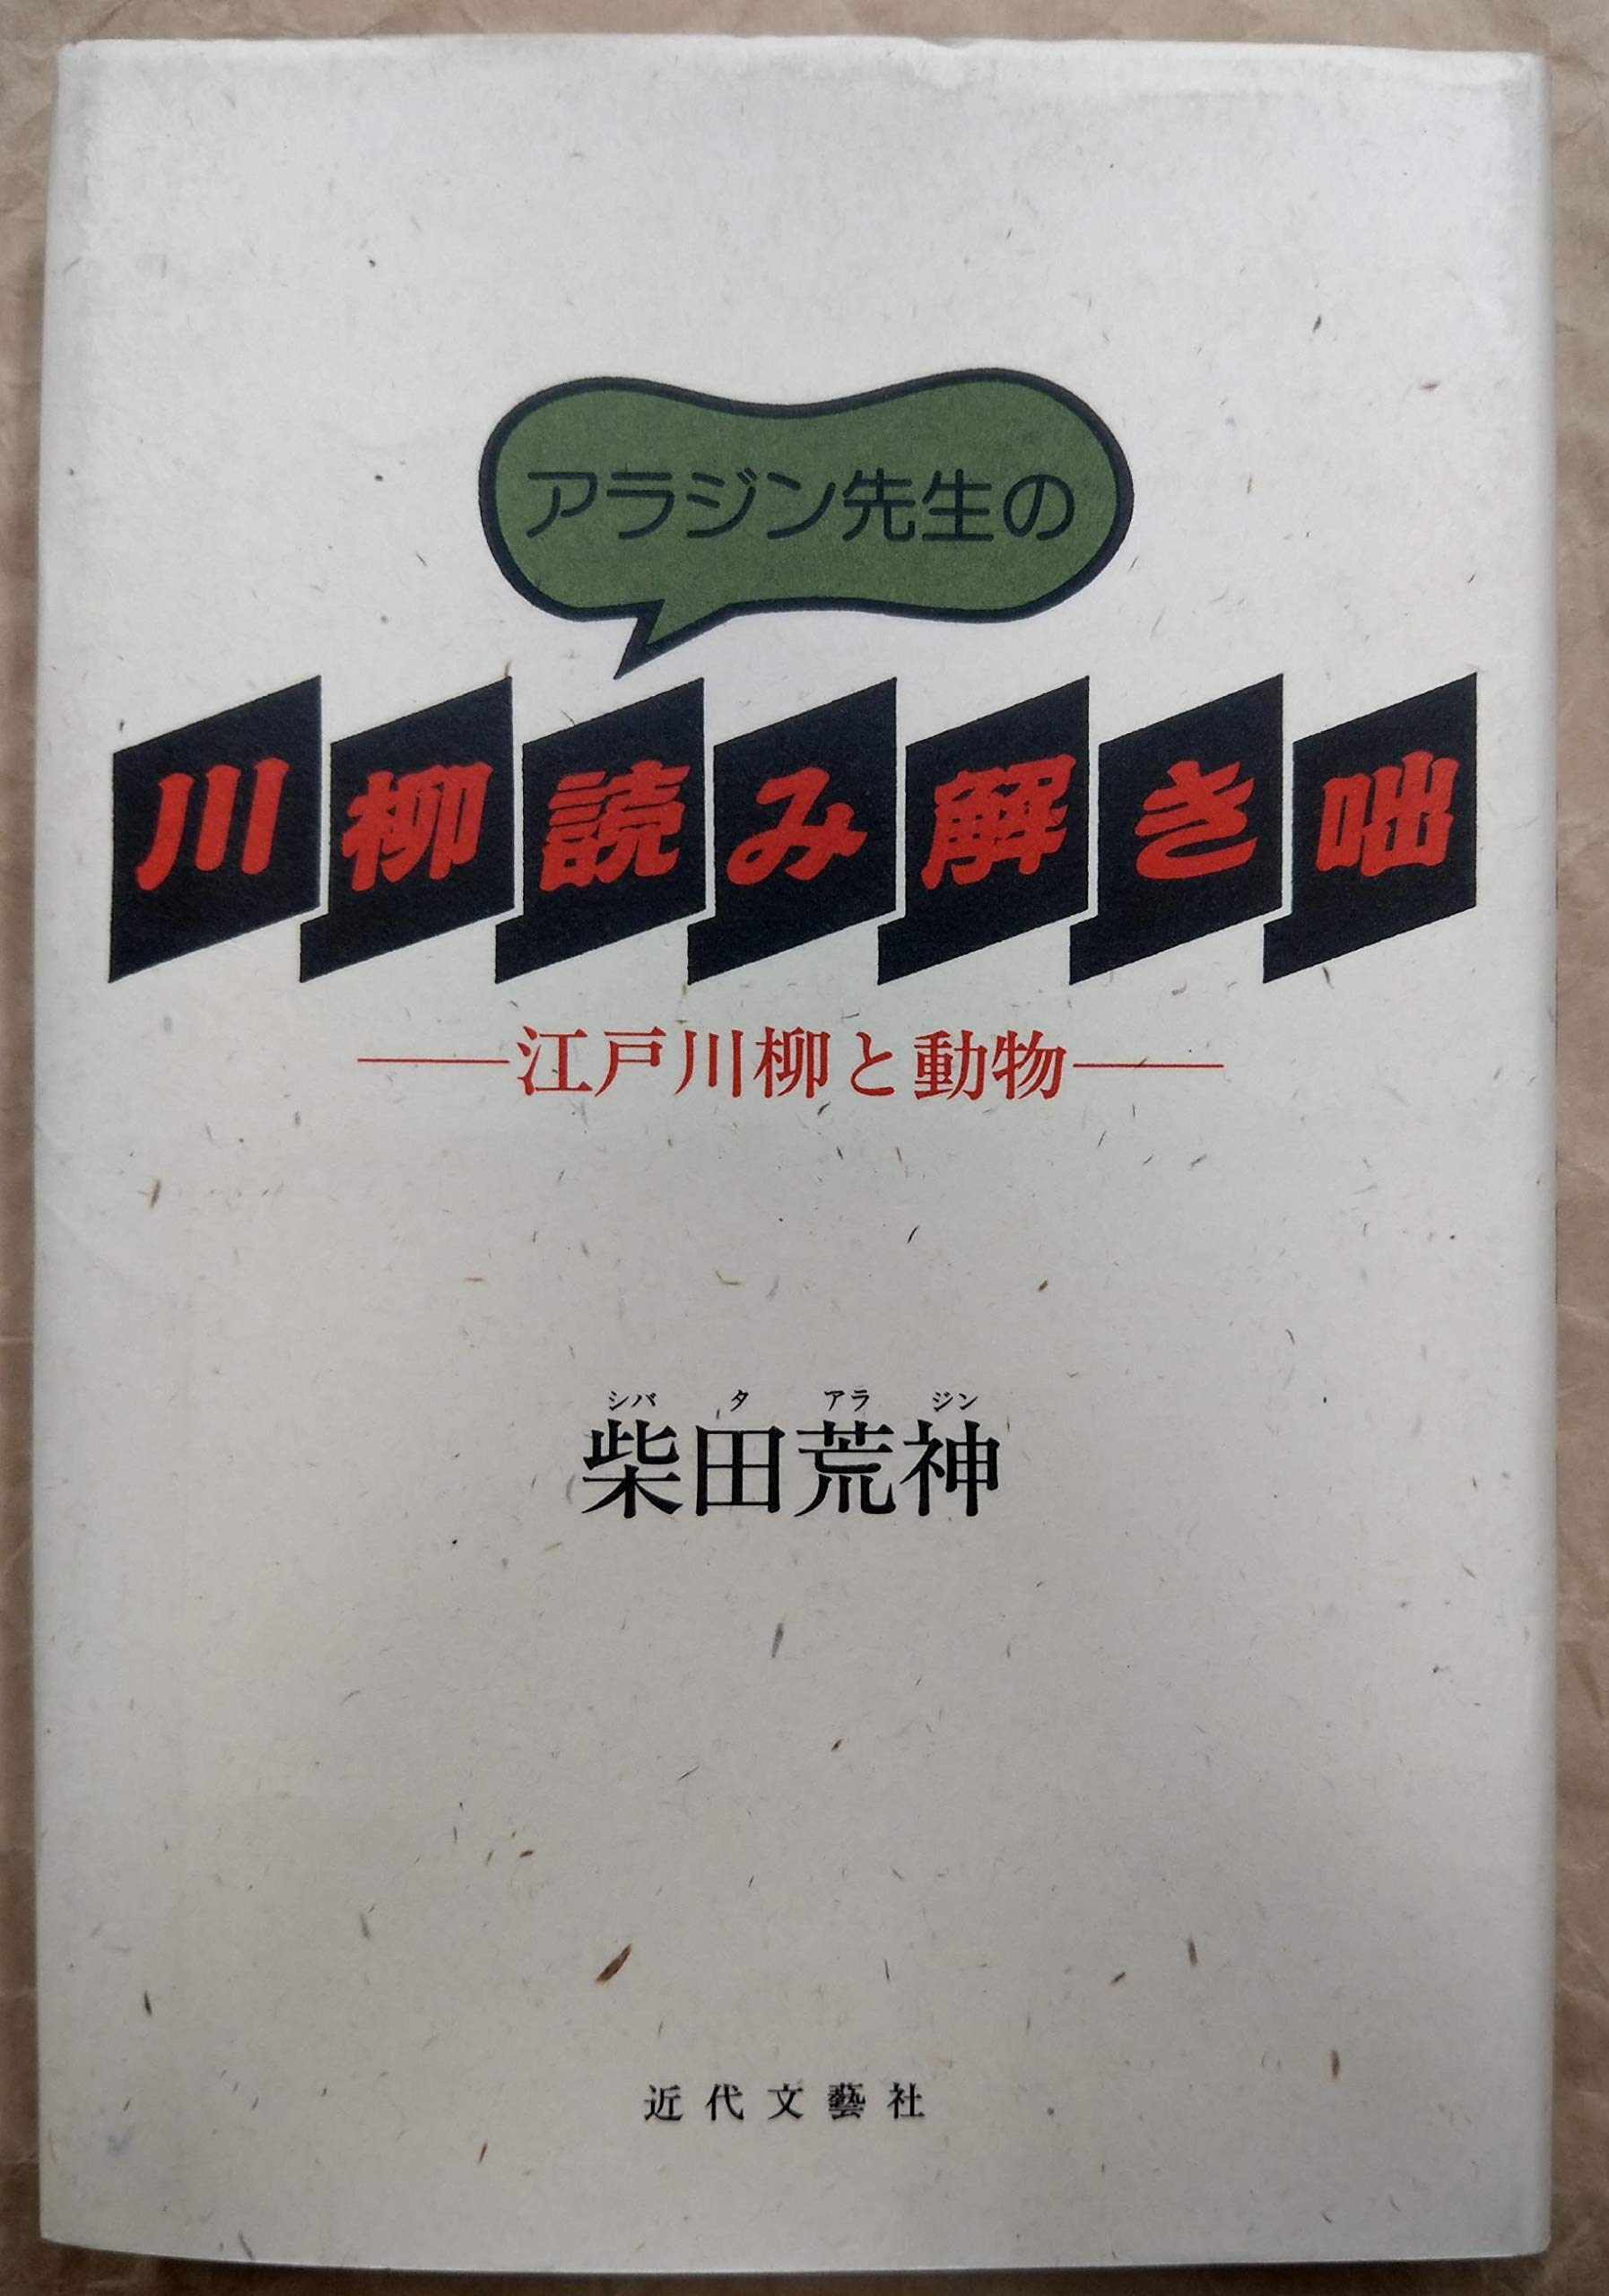 アラジン先生の
川柳読み解き咄
――江戸川柳と動物――
シバ タ アラ ジン
柴田荒神
近代文藝社